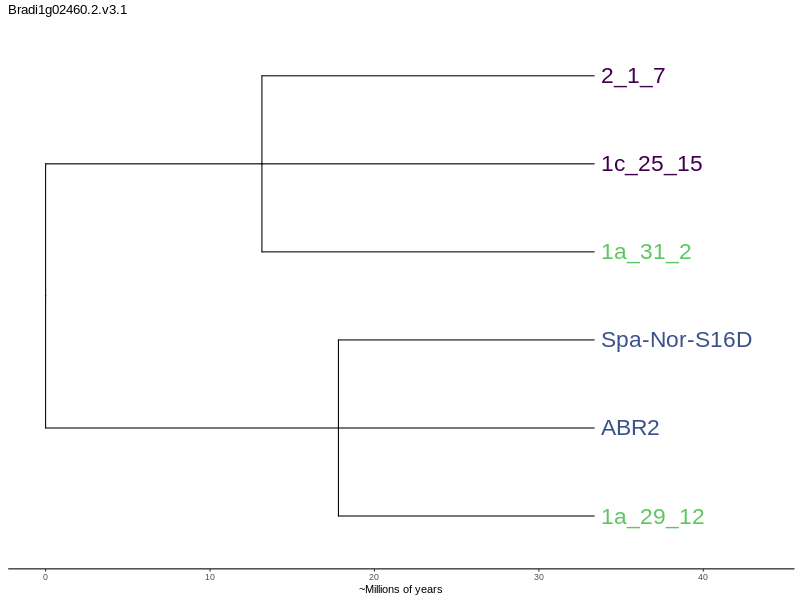 Bradi1g02460.2.v3.1
2_1_7
1c_25_15
1a_31_2
Spa-Nor-S16D
ABR2
1a_29_12
0 10 20 30 40
~Millions of years